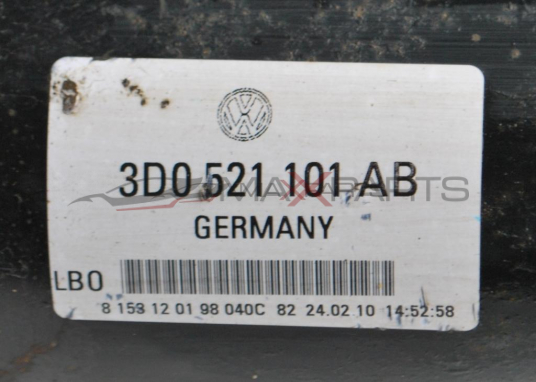 3D0 521 101 AB
MAXXPARTS
GERMANY
LBO
8 153 12 01 98 040C 82 24.02.10 14:52:58